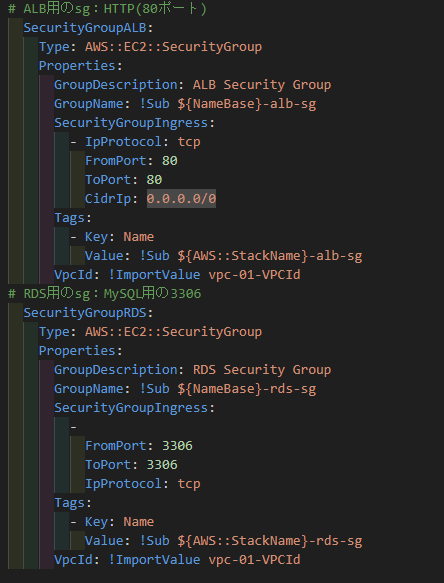 # ALB用のsg：HTTP(80ポート)
  SecurityGroupALB:
    Type: AWS::EC2::SecurityGroup
    Properties:
      GroupDescription: ALB Security Group
      GroupName: !Sub ${NameBase}-alb-sg
      SecurityGroupIngress:
        - IpProtocol: tcp
          FromPort: 80
          ToPort: 80
          CidrIp: 0.0.0.0/0
      Tags:
        - Key: Name
          Value: !Sub ${AWS::StackName}-alb-sg
      VpcId: !ImportValue vpc-01-VPCId
# RDS用のsg：MySQL用の3306
  SecurityGroupRDS:
    Type: AWS::EC2::SecurityGroup
    Properties:
      GroupDescription: RDS Security Group
      GroupName: !Sub ${NameBase}-rds-sg
      SecurityGroupIngress:
        -
          FromPort: 3306
          ToPort: 3306
          IpProtocol: tcp
      Tags:
        - Key: Name
          Value: !Sub ${AWS::StackName}-rds-sg
      VpcId: !ImportValue vpc-01-VPCId